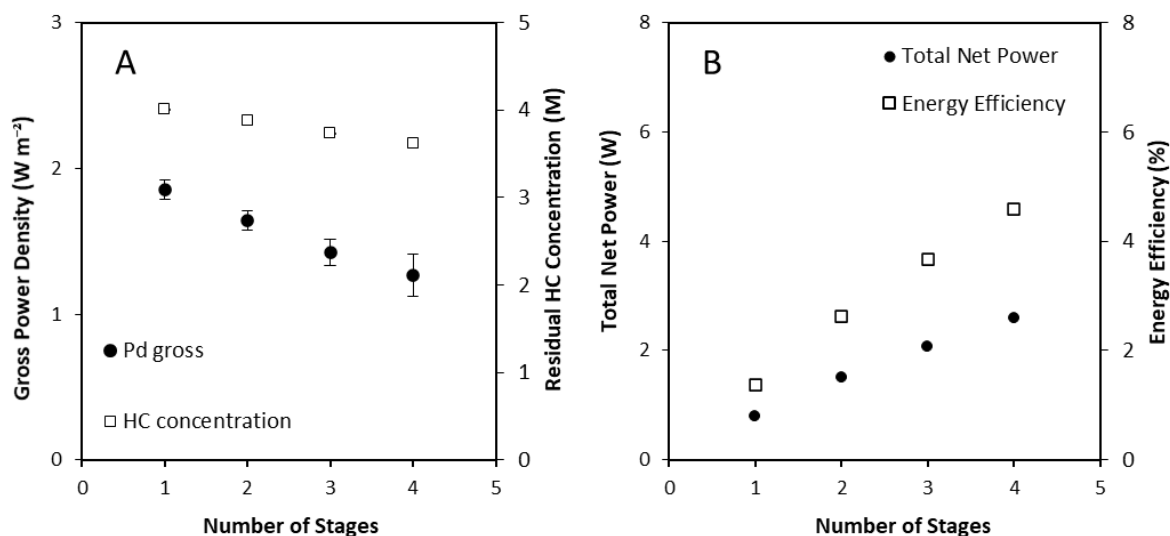 A
3
2
1
0
Gross Power Density (W m⁻²)
5
4
3
2
1
0
Residual HC Concentration (M)
Pd gross
HC concentration
0 1 2 3 4 5
Number of Stages
B
8
6
4
2
0
Total Net Power (W)
8
6
4
2
0
Energy Efficiency (%)
Total Net Power
Energy Efficiency
0 1 2 3 4 5
Number of Stages